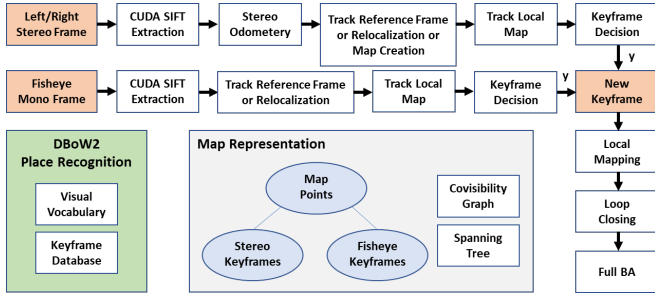 Left/Right
Stereo Frame
CUDA SIFT
Extraction
Stereo
Odometery
Track Reference Frame
or Relocalization or
Map Creation
Track Local
Map
Keyframe
Decision
y
Fisheye
Mono Frame
CUDA SIFT
Extraction
Track Reference Frame
or Relocalization
Track Local
Map
Keyframe
Decision
y
New
Keyframe
DBoW2
Place Recognition
Visual
Vocabulary
Keyframe
Database
Map Representation
Map
Points
Stereo
Keyframes
Fisheye
Keyframes
Covisibility
Graph
Spanning
Tree
Local
Mapping
Loop
Closing
Full BA